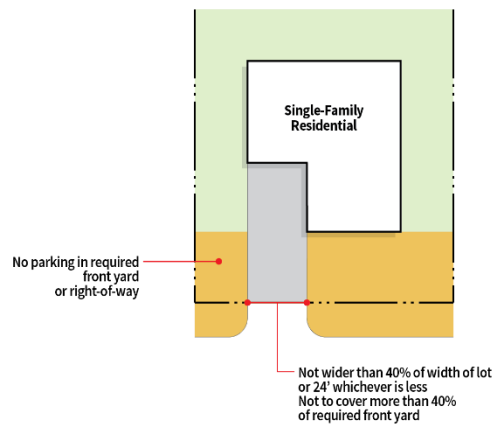 Single-Family
Residential
No parking in required
front yard
or right-of-way
Not wider than 40% of width of lot
or 24’ whichever is less
Not to cover more than 40%
of required front yard